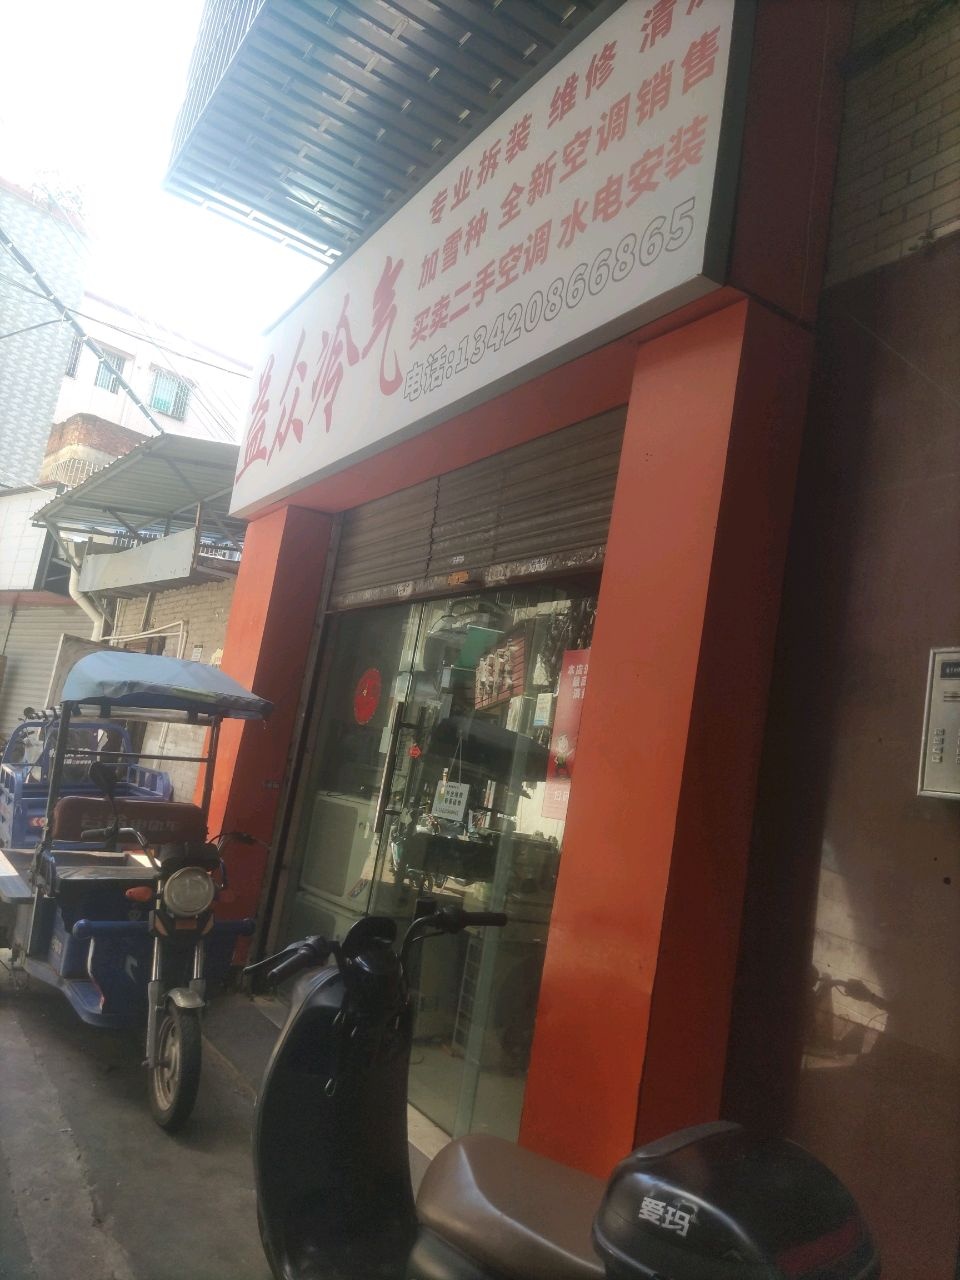 益众冷气
专业拆装 维修 清
加雪种 全新空调销售
买卖二手空调 水电安装
电话:13420866865
爱玛